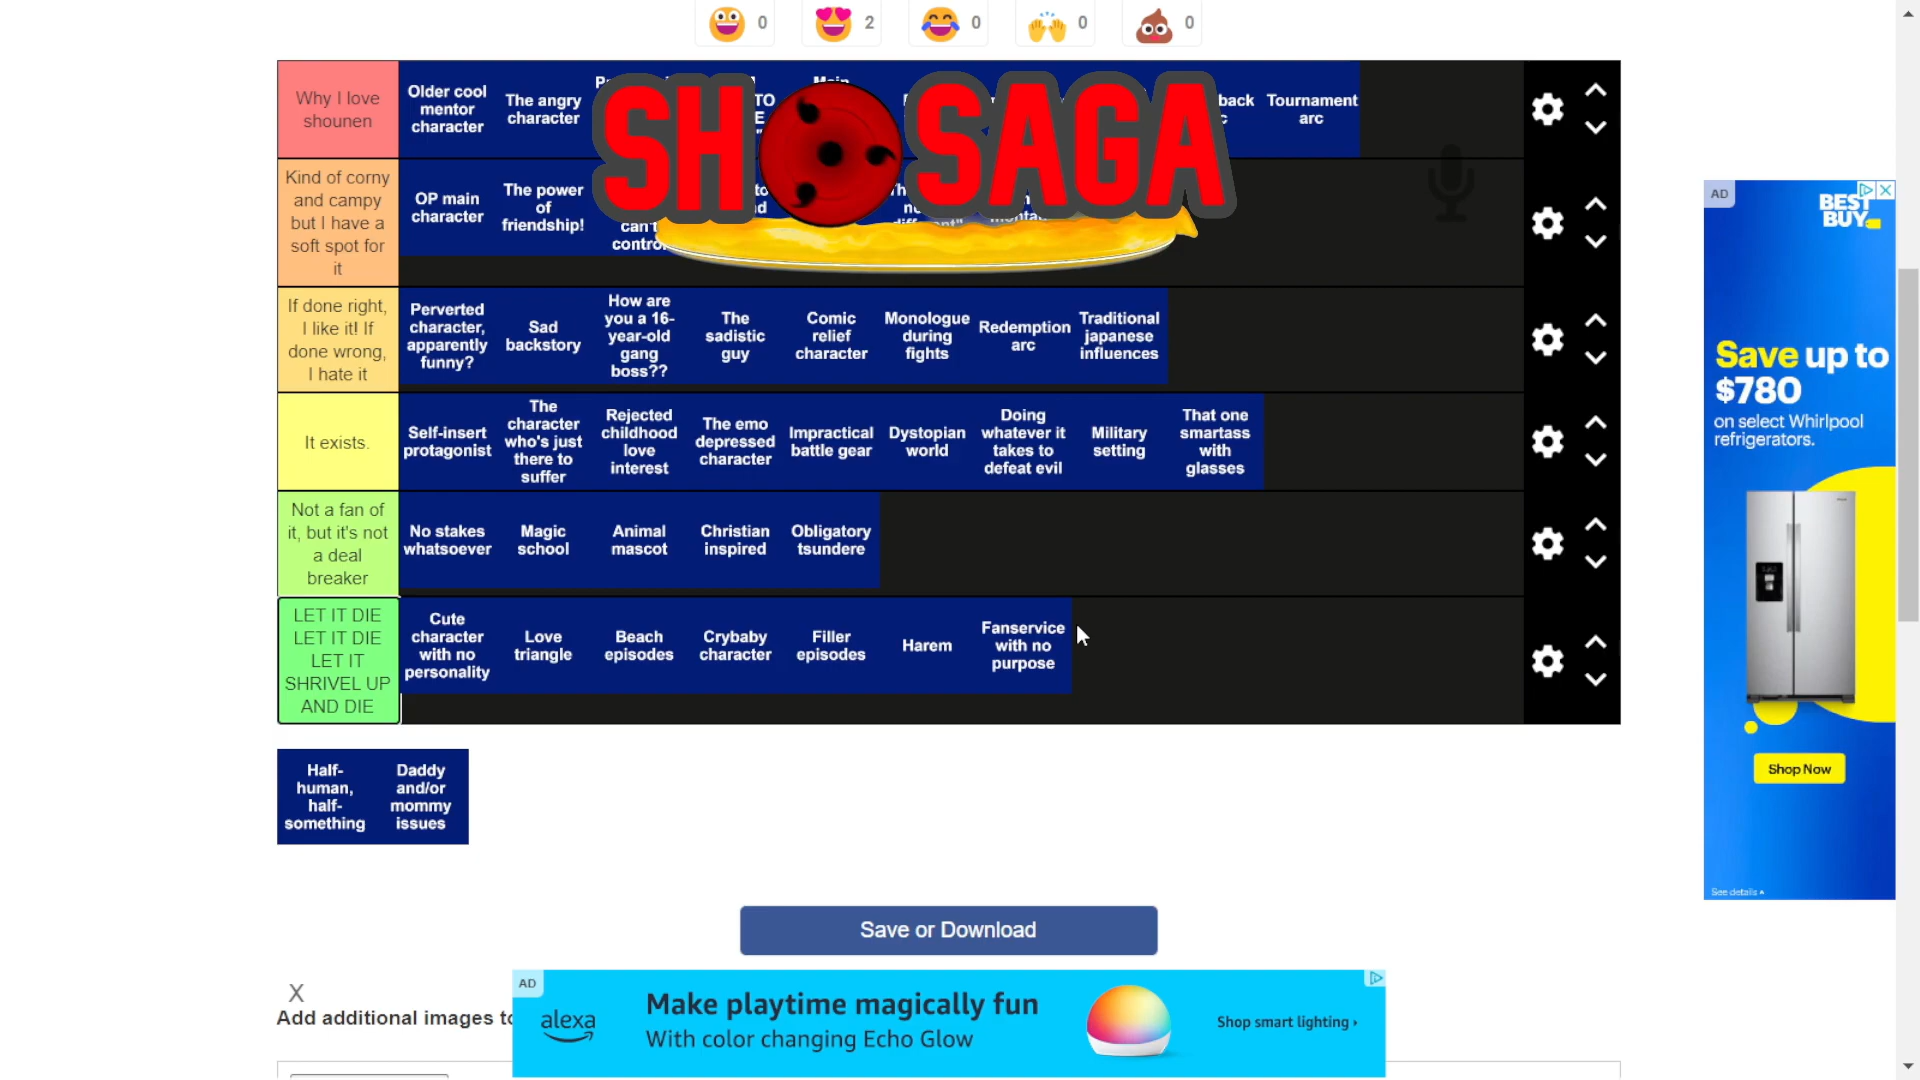 0
2
0
0
0
Why I love
shounen
Older cool
mentor
character
The angry
character
Main
TO
E
back
Tournament
arc
SH SAGA
Kind of corny
and campy
but I have a
soft spot for
it
OP main
character
The power
of
friendship!
to
can't
control
If done right,
I like it! If
done wrong,
I hate it
Perverted
character,
apparently
funny?
Sad
backstory
How are
you a 16-
year-old
gang
boss??
The
sadistic
guy
Comic
relief
character
Monologue
during
fights
Redemption
arc
Traditional
japanese
influences
It exists.
Self-insert
protagonist
The
character
who's just
there to
suffer
Rejected
childhood
love
interest
The emo
depressed
character
Impractical
battle gear
Dystopian
world
Doing
whatever it
takes to
defeat evil
Military
setting
That one
smartass
with
glasses
Not a fan of
it, but it's not
a deal
breaker
No stakes
whatsoever
Magic
school
Animal
mascot
Christian
inspired
Obligatory
tsundere
LET IT DIE
LET IT DIE
LET IT
SHRIVEL UP
AND DIE
Cute
character
with no
personality
Love
triangle
Beach
episodes
Crybaby
character
Filler
episodes
Harem
Fanservice
with no
purpose
Half-
human,
half-
something
Daddy
and/or
mommy
issues
Save or Download
X
Add additional images to
AD
alexa
Make playtime magically fun
With color changing Echo Glow
Shop smart lighting ›
AD
BEST
BUY
Save up to
$780
on select Whirlpool
refrigerators.
Shop Now
See details